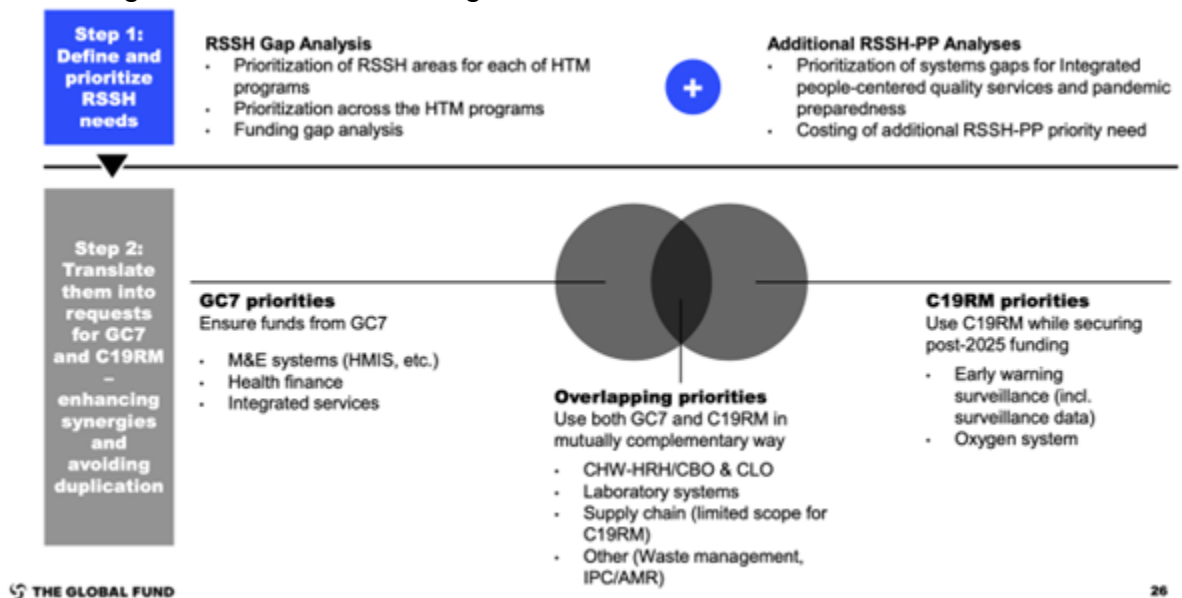 Step 1:
Define and
prioritize
RSSH
needs
RSSH Gap Analysis
· Prioritization of RSSH areas for each of HTM
programs
· Prioritization across the HTM programs
· Funding gap analysis
+
Additional RSSH-PP Analyses
· Prioritization of systems gaps for Integrated
people-centered quality services and pandemic
preparedness
· Costing of additional RSSH-PP priority need
Step 2:
Translate
them into
requests
for GC7
and C19RM
–
enhancing
synergies
and
avoiding
duplication
GC7 priorities
Ensure funds from GC7
· M&E systems (HMIS, etc.)
· Health finance
· Integrated services
Overlapping priorities
Use both GC7 and C19RM in
mutually complementary way
· CHW-HRH/CBO & CLO
· Laboratory systems
· Supply chain (limited scope for
C19RM)
· Other (Waste management,
IPC/AMR)
C19RM priorities
Use C19RM while securing
post-2025 funding
· Early warning
surveillance (incl.
surveillance data)
· Oxygen system
THE GLOBAL FUND
26